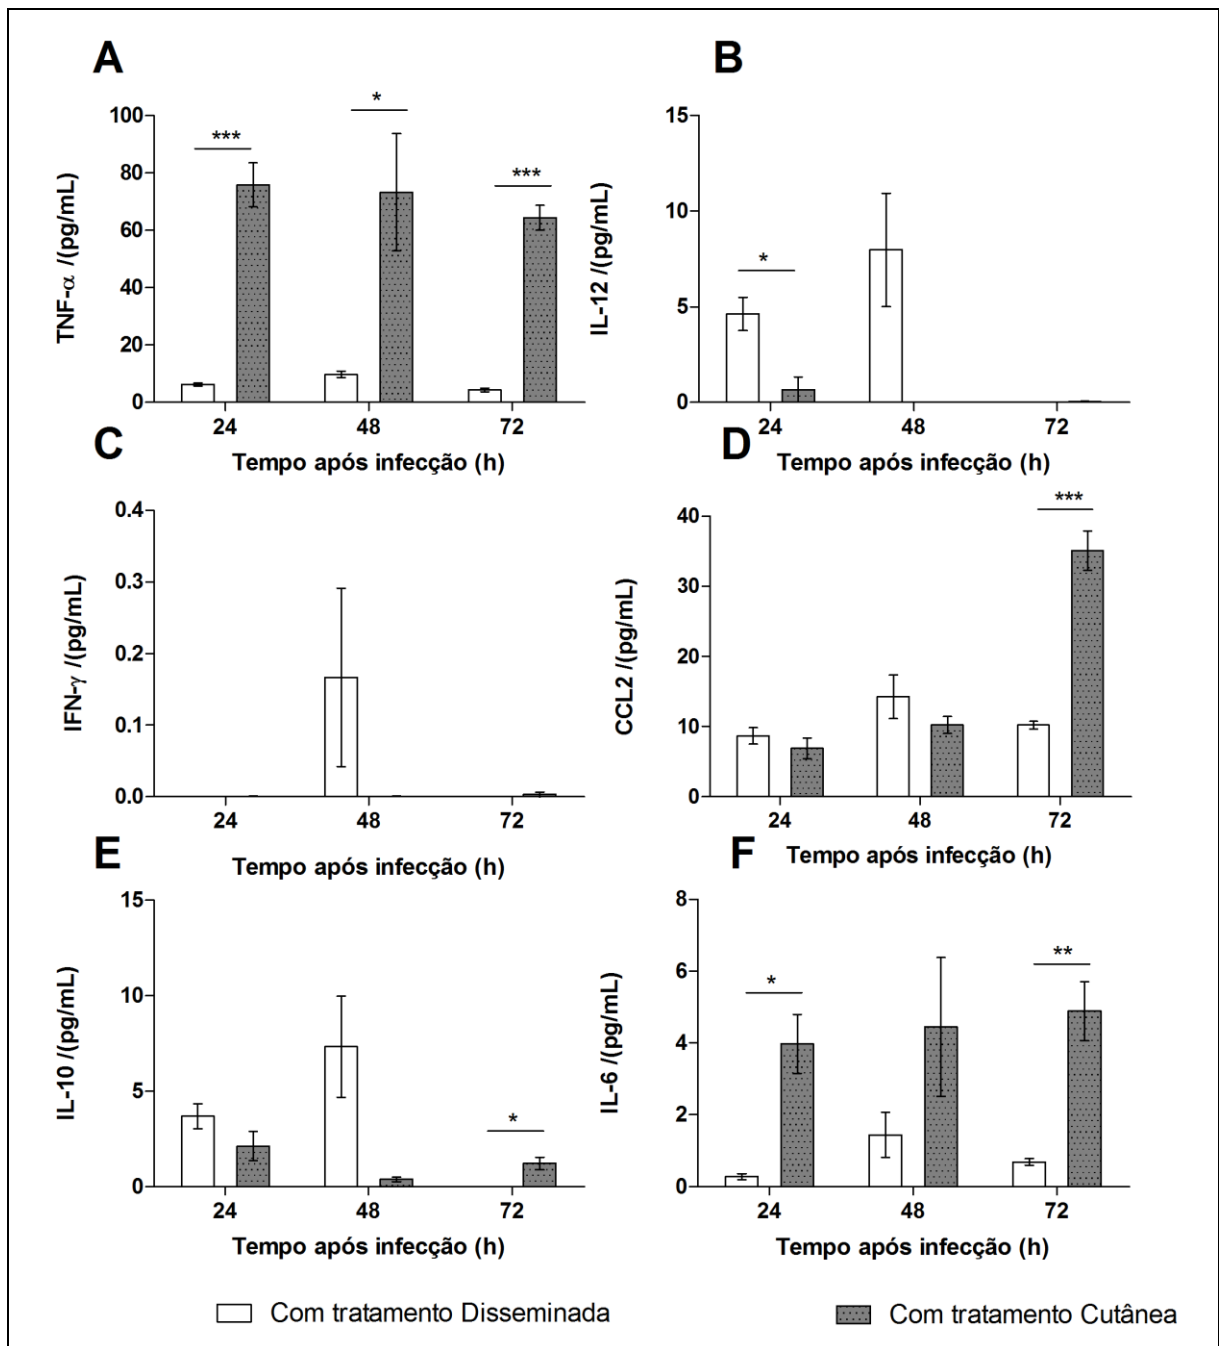 A
TNF-α /(pg/mL)
100
80
60
40
20
0
***
*
***
24
48
72
Tempo após infecção (h)
B
IL-12 /(pg/mL)
15
10
5
0
*
24
48
72
Tempo após infecção (h)
C
IFN-γ /(pg/mL)
0.4
0.3
0.2
0.1
0.0
24
48
72
Tempo após infecção (h)
D
CCL2 /(pg/mL)
40
30
20
10
0
***
24
48
72
Tempo após infecção (h)
E
IL-10 /(pg/mL)
15
10
5
0
*
24
48
72
Tempo após infecção (h)
F
IL-6 /(pg/mL)
8
6
4
2
0
*
**
24
48
72
Tempo após infecção (h)
Com tratamento Disseminada
Com tratamento Cutânea